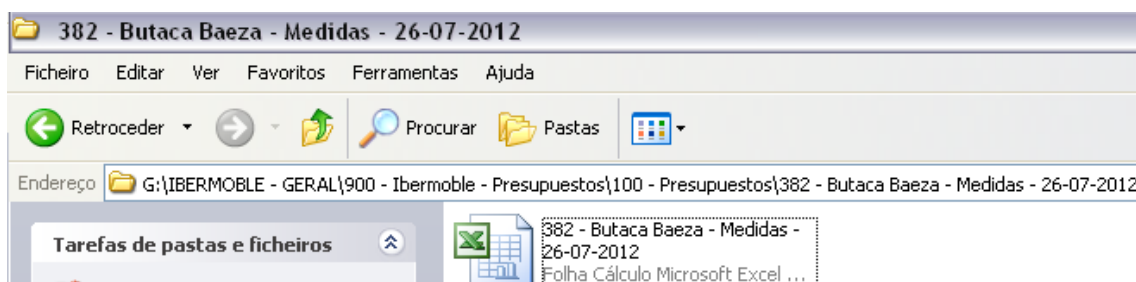 382 - Butaca Baeza - Medidas - 26-07-2012
Ficheiro Editar Ver Favoritos Ferramentas Ajuda
Retroceder Procurar Pastas
Endereço G:\IBERMOBLE - GERAL\900 - Ibermoble - Presupuestos\100 - Presupuestos\382 - Butaca Baeza - Medidas - 26-07-2012
Tarefas de pastas e ficheiros
382 - Butaca Baeza - Medidas -
26-07-2012
Folha Cálculo Microsoft Excel ...